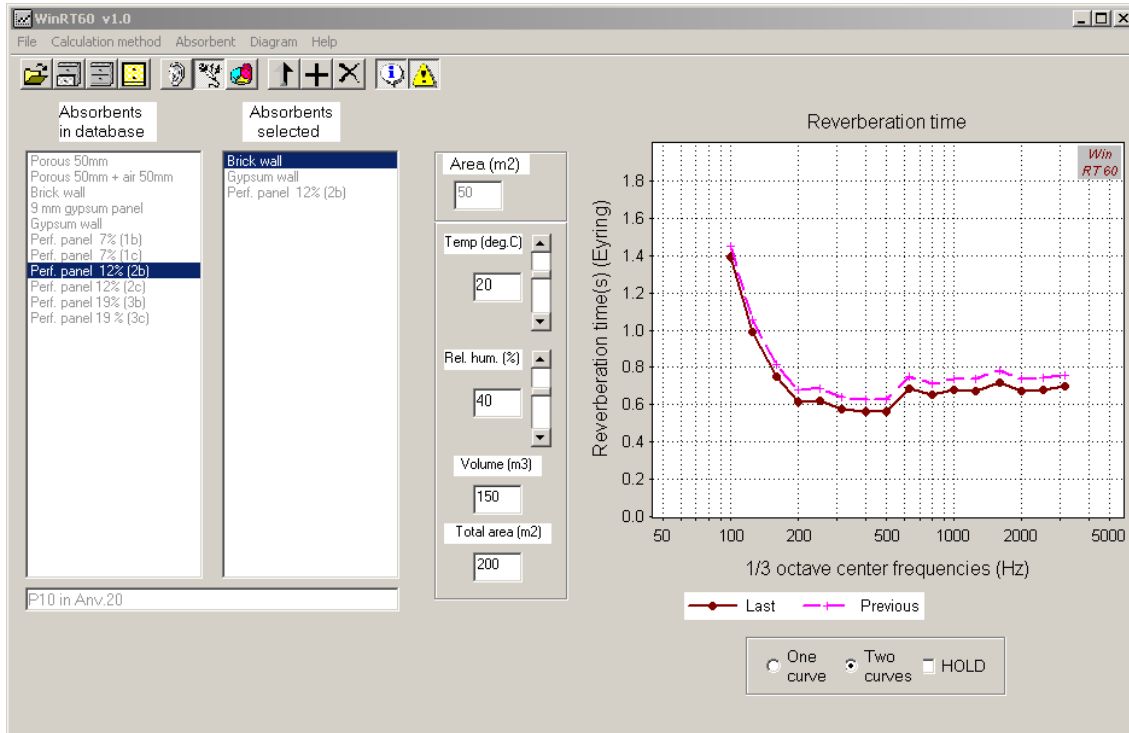 WinRT60 v1.0
File Calculation method Absorbent Diagram Help
Absorbents
in database
Porous 50mm
Porous 50mm + air 50mm
Brick wall
9 mm gypsum panel
Gypsum wall
Perf. panel 7% (1b)
Perf. panel 7% (1c)
Perf. panel 12% (2b)
Perf. panel 12% (2c)
Perf. panel 19% (3b)
Perf. panel 19 % (3c)
P10 in Anv.20
Absorbents
selected
Brick wall
Gypsum wall
Perf. panel 12% (2b)
Area (m2)
50
Temp (deg.C)
20
Rel. hum. (%)
40
Volume (m3)
150
Total area (m2)
200
Reverberation time
Win
RT60
Reverberation time(s) (Eyring)
1.8
1.6
1.4
1.2
1.0
0.8
0.6
0.4
0.2
0.0
50 100 200 500 1000 2000 5000
1/3 octave center frequencies (Hz)
Last Previous
One
curve
Two
curves
HOLD